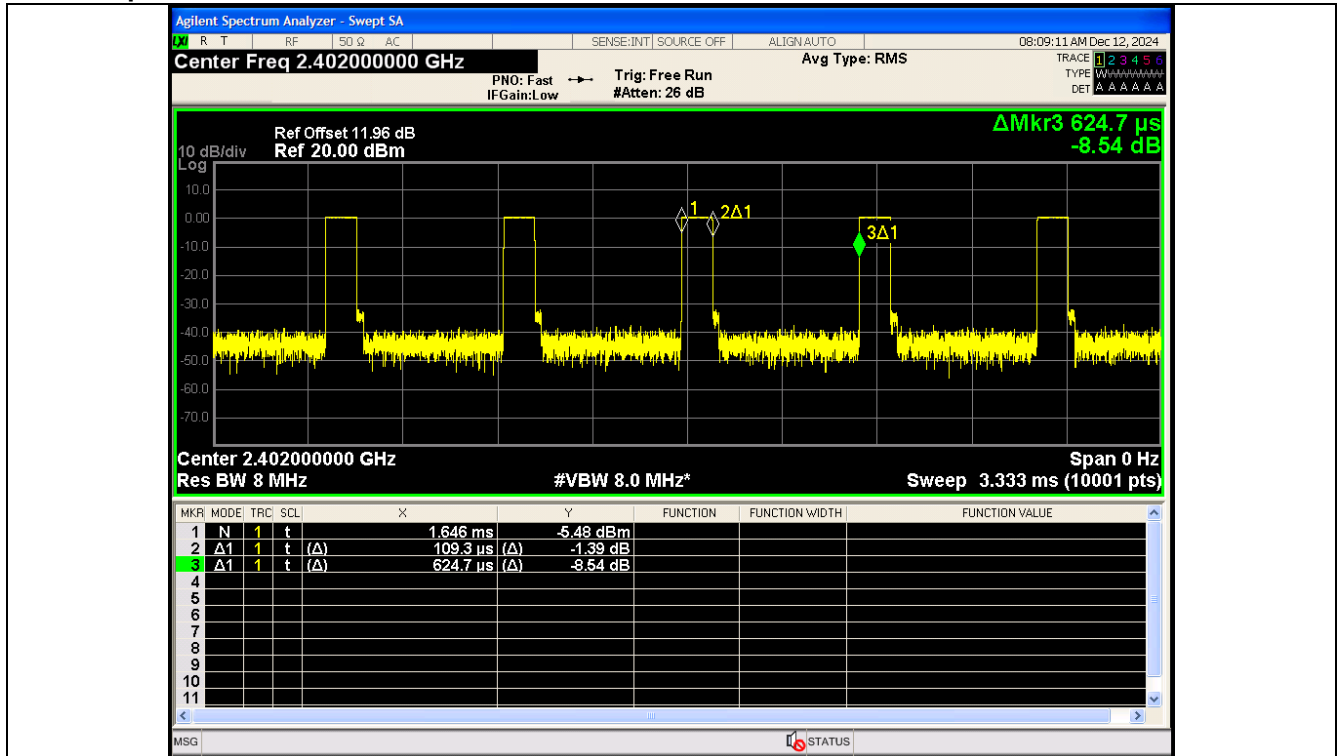 Agilent Spectrum Analyzer - Swept SA
LXI R T RF 50 Ω AC SENSE:INT SOURCE OFF ALIGN AUTO 08:09:11 AM Dec 12, 2024
Center Freq 2.402000000 GHz Avg Type: RMS TRACE 1 2 3 4 5 6
PNO: Fast Trig: Free Run TYPE WWWWWW
IFGain:Low #Atten: 26 dB DET A A A A A A
ΔMkr3 624.7 µs
Ref Offset 11.96 dB
10 dB/div Ref 20.00 dBm -8.54 dB
Log
10.0
0.00
1 2Δ1
3Δ1
-10.0
-20.0
-30.0
-40.0
-50.0
-60.0
-70.0
Center 2.402000000 GHz Span 0 Hz
Res BW 8 MHz #VBW 8.0 MHz* Sweep 3.333 ms (10001 pts)
MKR MODE TRC SCL X Y FUNCTION FUNCTION WIDTH FUNCTION VALUE
1 N 1 t 1.646 ms -5.48 dBm
2 Δ1 1 t (Δ) 109.3 µs (Δ) -1.39 dB
3 Δ1 1 t (Δ) 624.7 µs (Δ) -8.54 dB
4
5
6
7
8
9
10
11
MSG STATUS